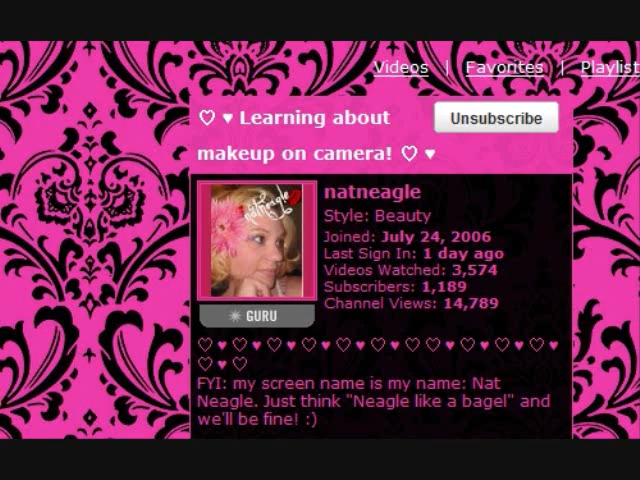 Videos | Favorites | Playlist
♡ ♥ Learning about
makeup on camera! ♡ ♥
Unsubscribe
natneagle
natneagle
Style: Beauty
Joined: July 24, 2006
Last Sign In: 1 day ago
Videos Watched: 3,574
Subscribers: 1,189
Channel Views: 14,789
GURU
♡ ♥ ♡ ♥ ♡ ♥ ♡ ♥ ♡ ♥ ♡ ♥ ♡ ♡ ♥ ♡ ♥ ♡ ♥ ♡ ♥
♡ ♥ ♡
FYI: my screen name is my name: Nat
Neagle. Just think "Neagle like a bagel" and
we'll be fine! :)